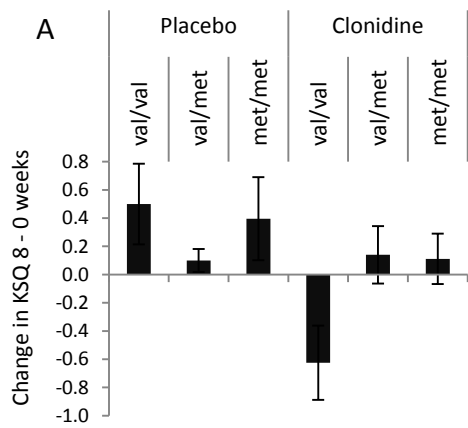 A
Placebo Clonidine
val/val val/met met/met val/val val/met met/met
Change in KSQ 8 - 0 weeks
0.8
0.6
0.4
0.2
0.0
-0.2
-0.4
-0.6
-0.8
-1.0